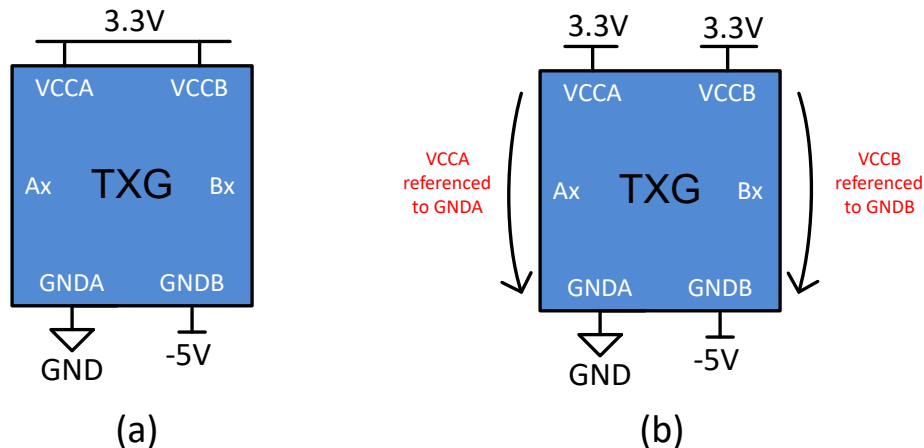 3.3V
VCCA VCCB
Ax TXG Bx
GNDA GNDB
GND -5V
(a)
3.3V 3.3V
VCCA VCCB
VCCA
referenced
to GNDA
Ax TXG Bx
VCCB
referenced
to GNDB
GNDA GNDB
GND -5V
(b)